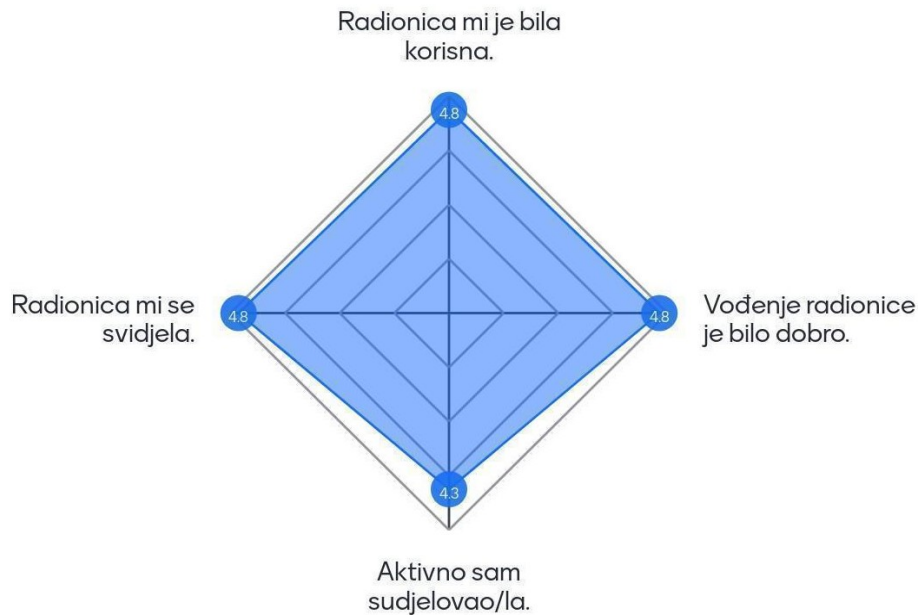 Radionica mi je bila
korisna.
4.8
Radionica mi se
svidjela.
4.8
4.8
Vođenje radionice
je bilo dobro.
4.3
Aktivno sam
sudjelovao/la.